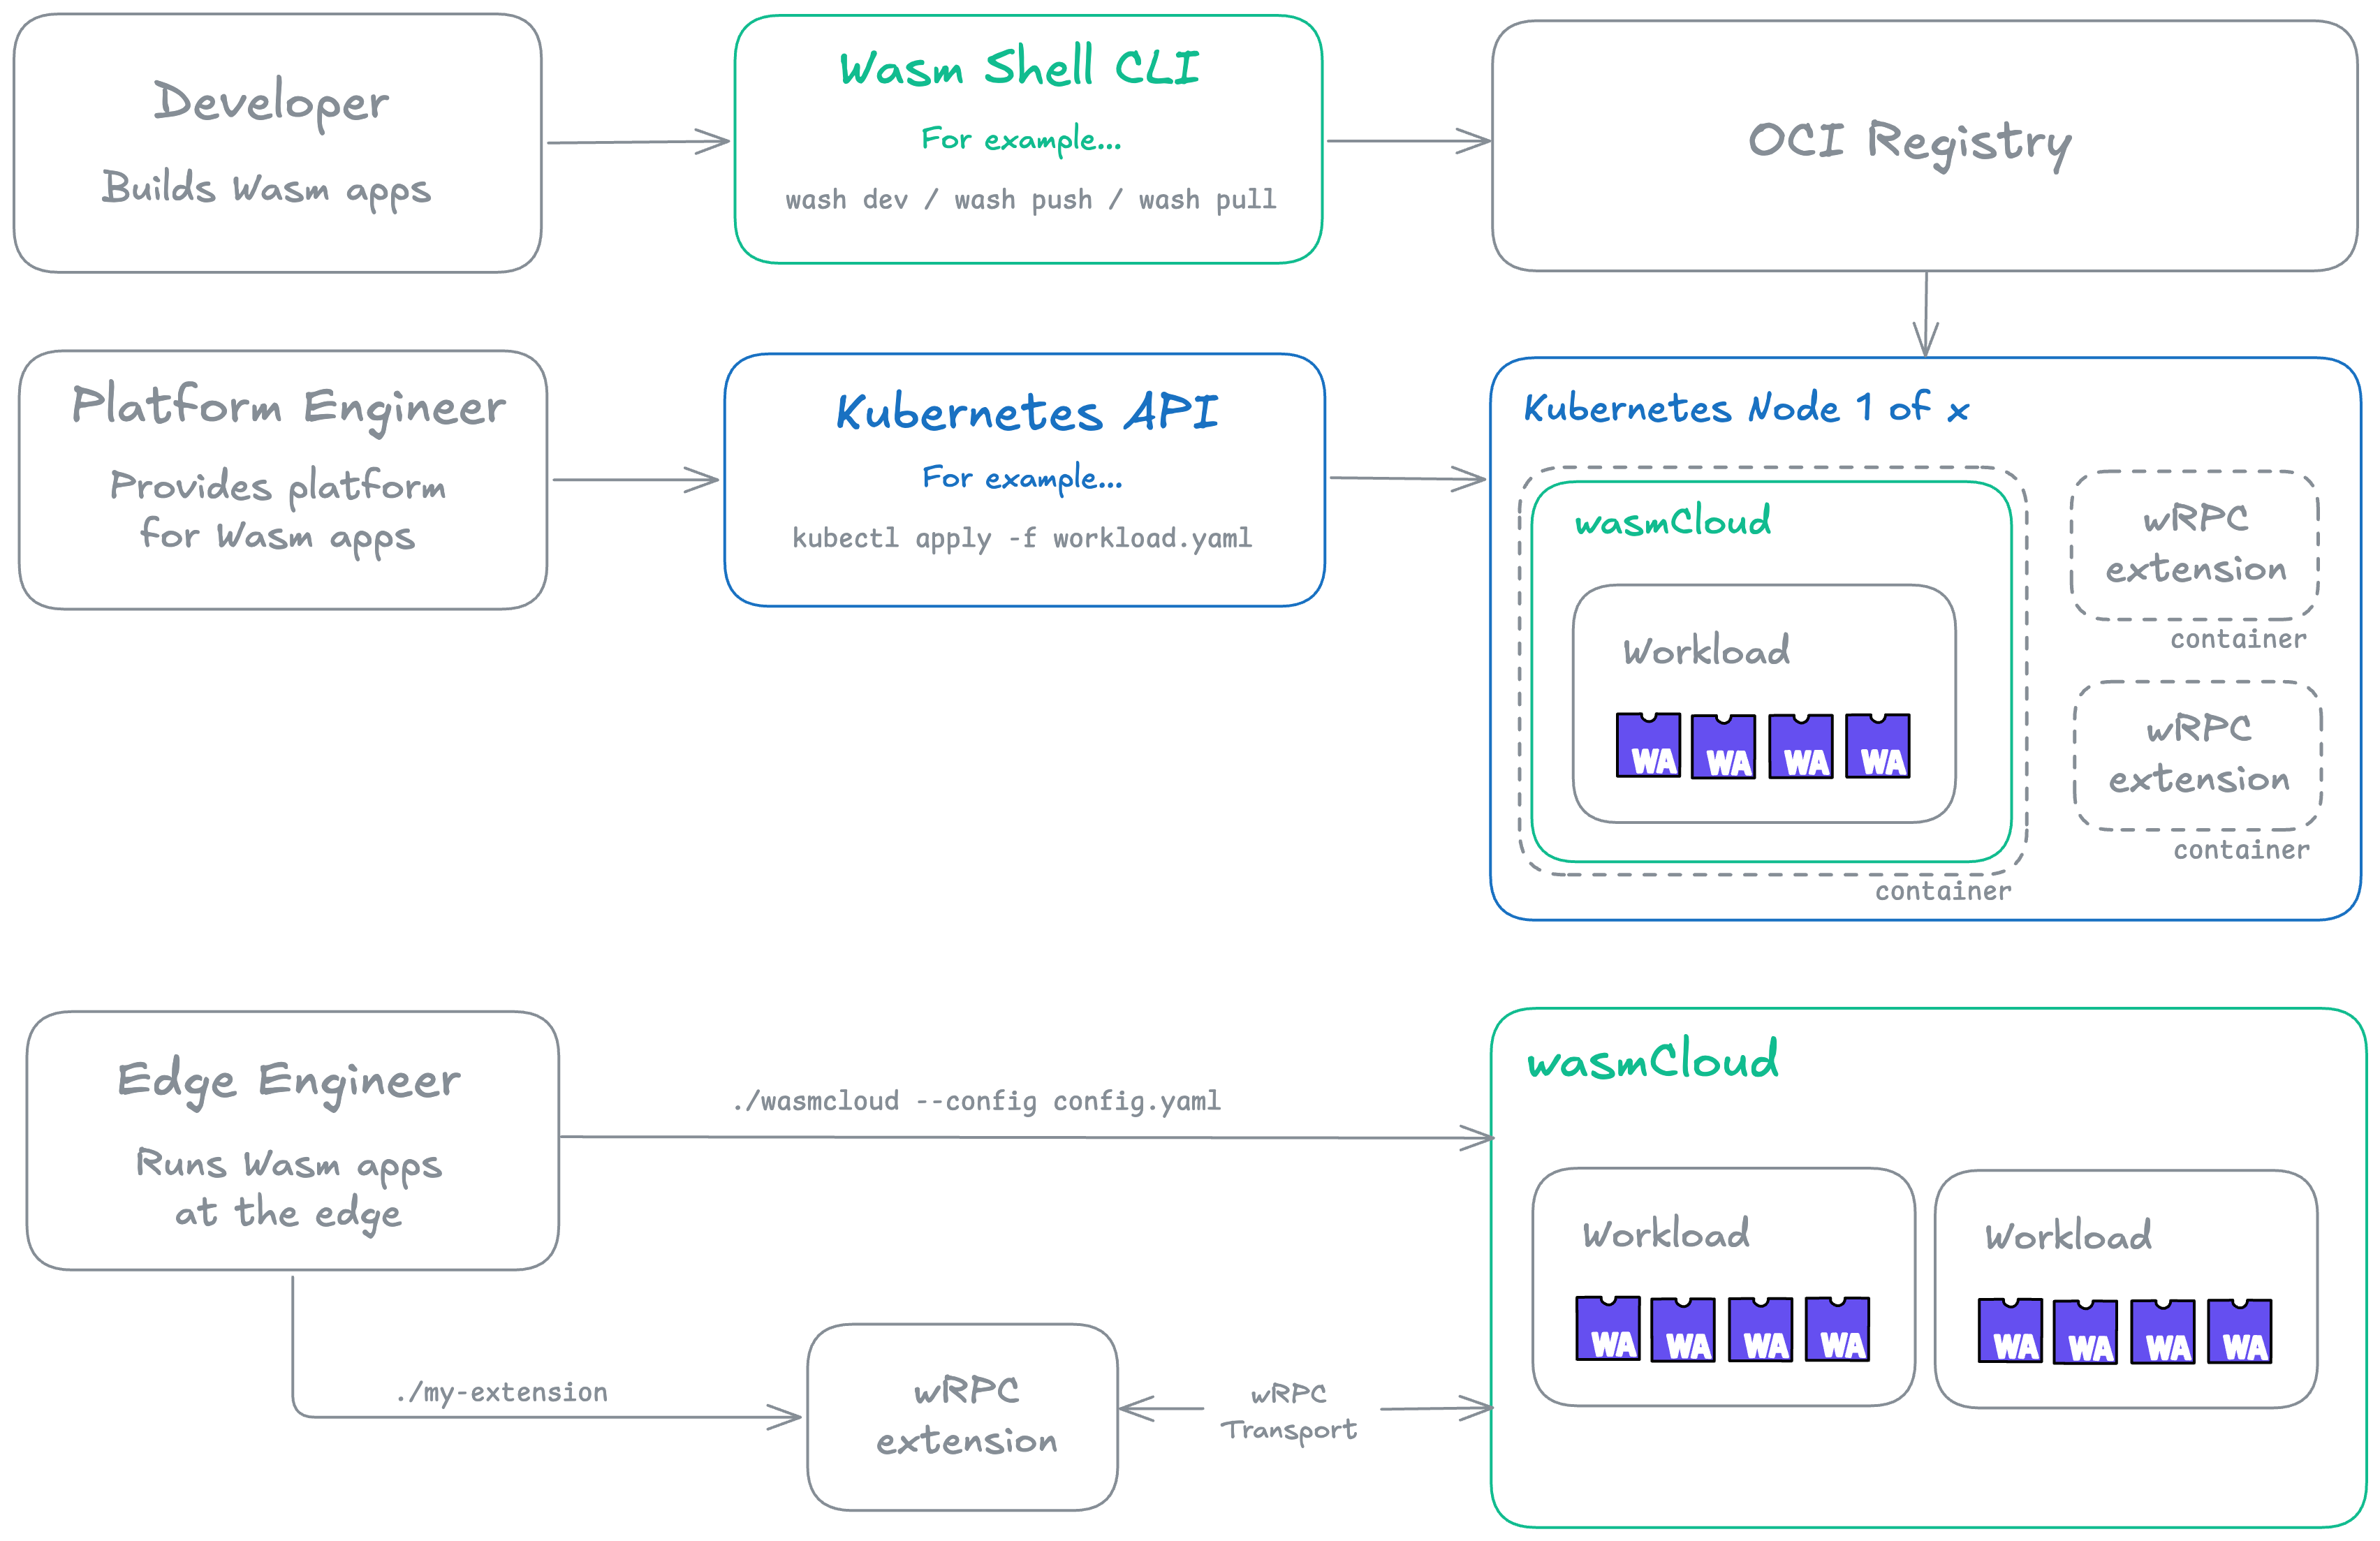 Developer
Builds Wasm apps
Wasm Shell CLI
For example...
wash dev / wash push / wash pull
OCI Registry
Platform Engineer
Provides platform
for Wasm apps
Kubernetes API
For example...
kubectl apply -f workload.yaml
Kubernetes Node 1 of x
wasmCloud
Workload
WA WA WA WA
container
wRPC
extension
container
wRPC
extension
container
Edge Engineer
Runs Wasm apps
at the edge
./wasmcloud --config config.yaml
./my-extension
wRPC
extension
wRPC
Transport
wasmCloud
Workload
WA WA WA WA
Workload
WA WA WA WA